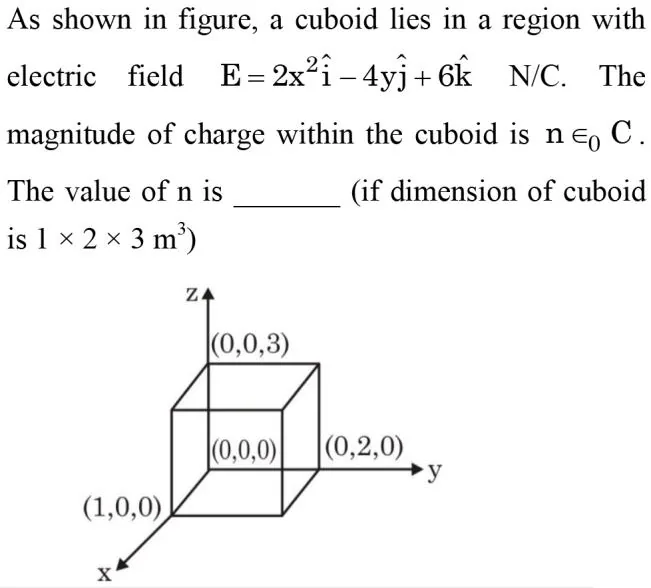 As shown in figure, a cuboid lies in a region with
electric field E = 2x²î − 4yĵ + 6k̂ N/C. The
magnitude of charge within the cuboid is n ∈₀ C .
The value of n is ________ (if dimension of cuboid
is 1 × 2 × 3 m³)
z
(0,0,3)
(0,0,0)
(0,2,0)
y
(1,0,0)
x